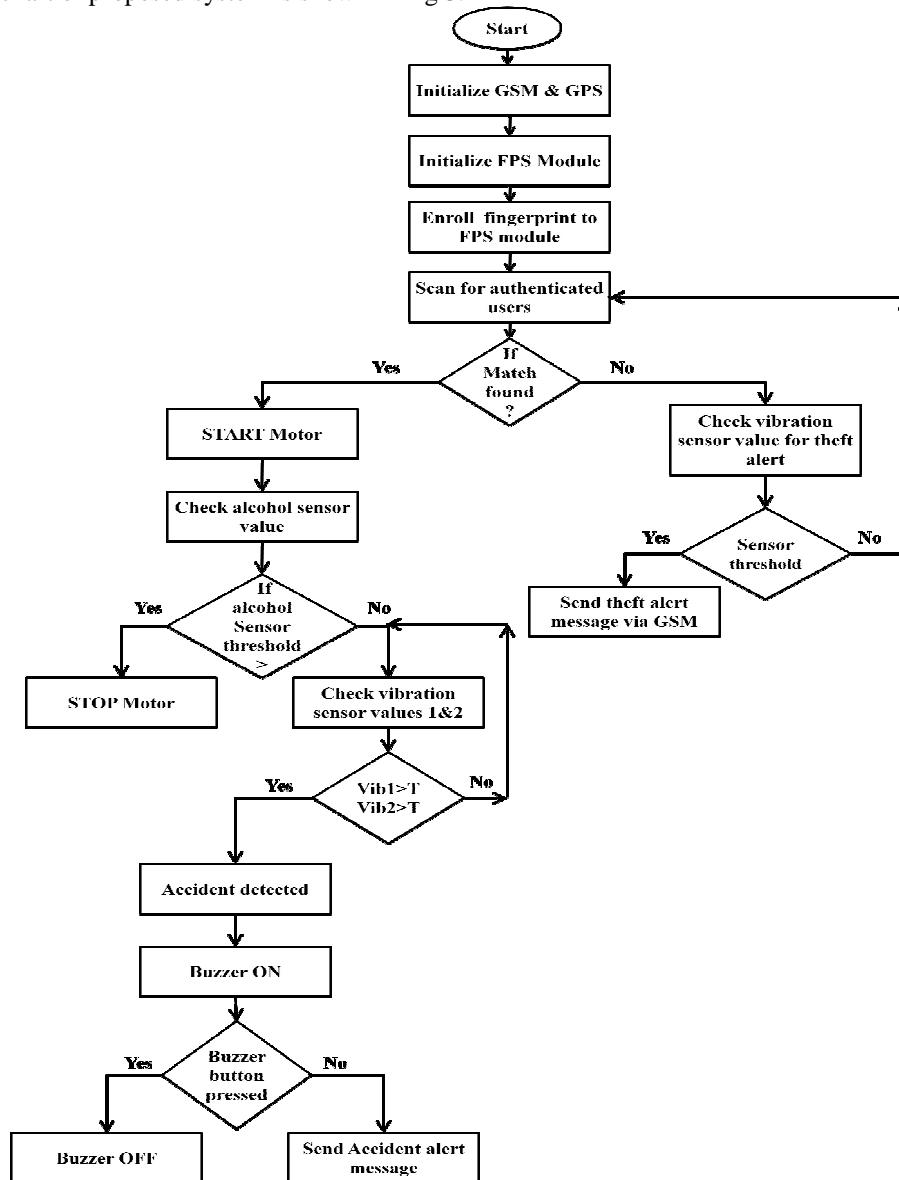 Start
Initialize GSM & GPS
Initialize FPS Module
Enroll fingerprint to
FPS module
Scan for authenticated
users
If
Match
found
?
Yes
No
START Motor
Check vibration
sensor value for theft
alert
Check alcohol sensor
value
Sensor
threshold
Yes
No
Send theft alert
message via GSM
If
alcohol
Sensor
threshold
>
Yes
No
STOP Motor
Check vibration
sensor values 1&2
Vib1>T
Vib2>T
Yes
No
Accident detected
Buzzer ON
Buzzer
button
pressed
Yes
No
Buzzer OFF
Send Accident alert
message